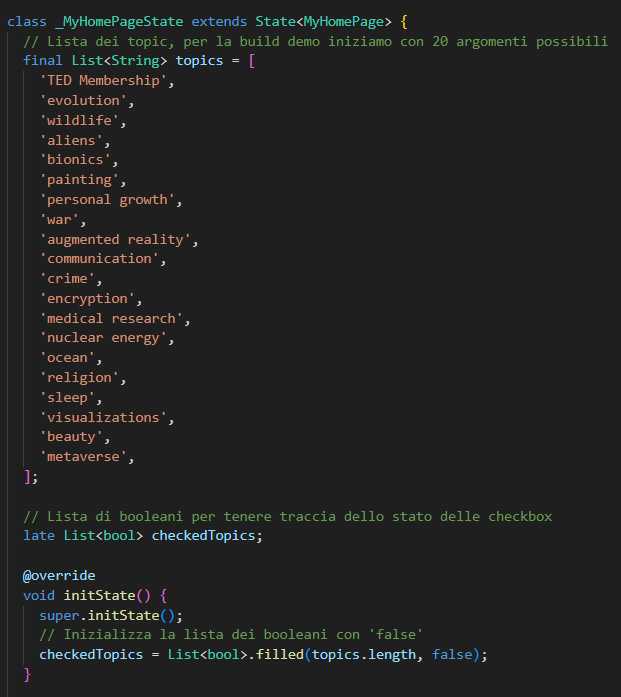 class _MyHomePageState extends State<MyHomePage> {
// Lista dei topic, per la build demo iniziamo con 20 argomenti possibili
final List<String> topics = [
'TED Membership',
'evolution',
'wildlife',
'aliens',
'bionics',
'painting',
'personal growth',
'war',
'augmented reality',
'communication',
'crime',
'encryption',
'medical research',
'nuclear energy',
'ocean',
'religion',
'sleep',
'visualizations',
'beauty',
'metaverse',
];
// Lista di booleani per tenere traccia dello stato delle checkbox
late List<bool> checkedTopics;
@override
void initState() {
super.initState();
// Inizializza la lista dei booleani con 'false'
checkedTopics = List<bool>.filled(topics.length, false);
}